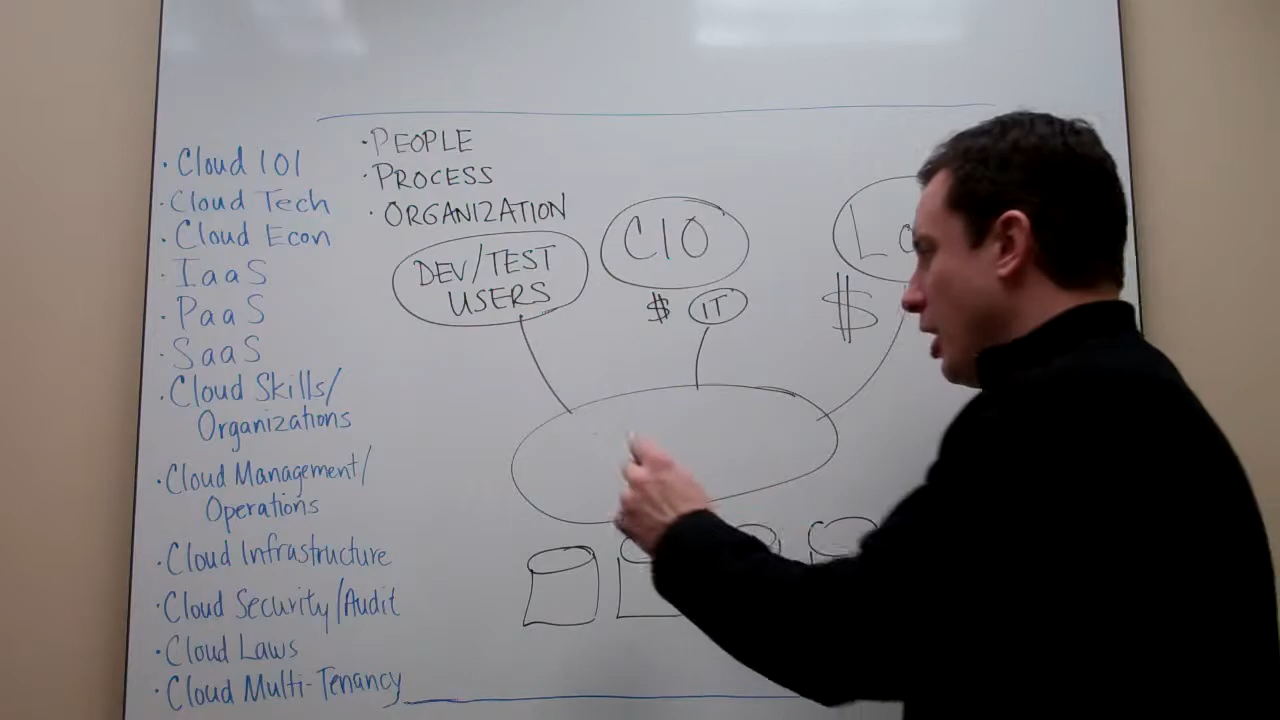 · Cloud 101
· Cloud Tech
· Cloud Econ
· IaaS
· PaaS
· SaaS
· Cloud Skills/
Organizations
· Cloud Management/
Operations
· Cloud Infrastructure
· Cloud Security/Audit
· Cloud Laws
· Cloud Multi-Tenancy
· PEOPLE
· PROCESS
· ORGANIZATION
DEV/TEST
USERS
CIO
$ IT
$